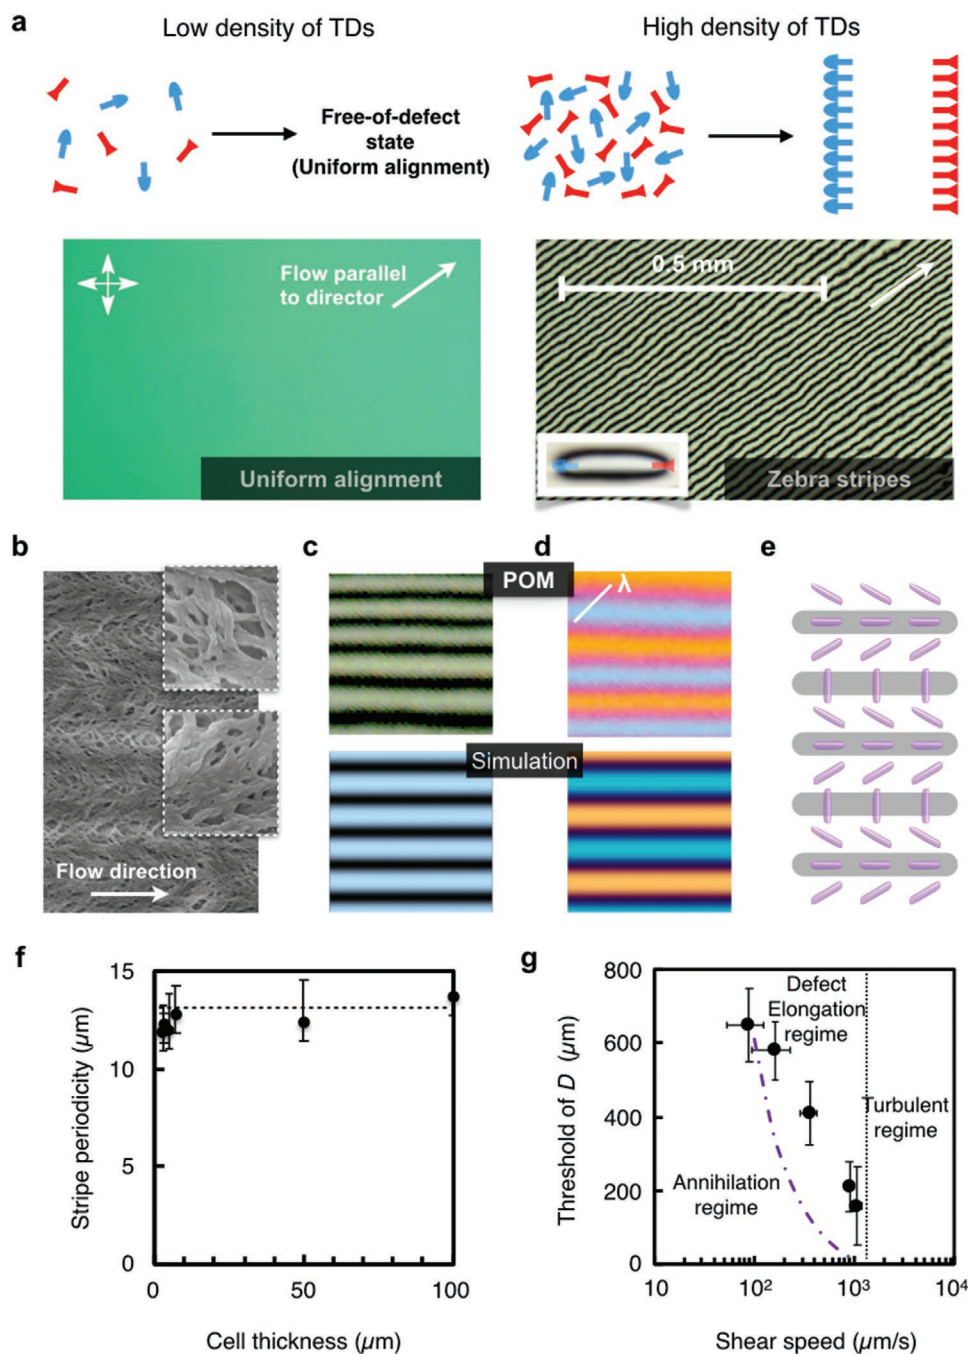 a
Low density of TDs
High density of TDs
Free-of-defect
state
(Uniform alignment)
Flow parallel
to director
Uniform alignment
0.5 mm
Zebra stripes
b
c
d
e
POM
λ
Simulation
Flow direction
f
15
10
5
0
0
50
100
Stripe periodicity (μm)
Cell thickness (μm)
g
800
600
400
200
0
10
10²
10³
10⁴
Threshold of D (μm)
Shear speed (μm/s)
Defect
Elongation
regime
Turbulent
regime
Annihilation
regime